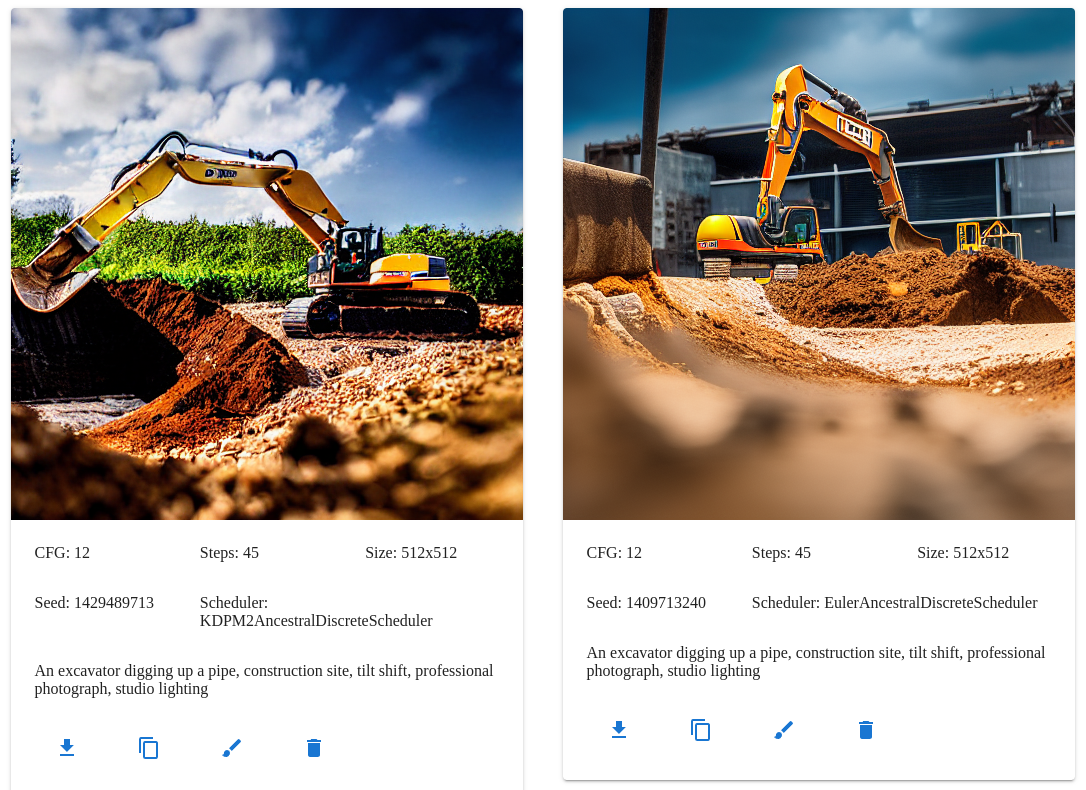 CFG: 12
Steps: 45
Size: 512x512
Seed: 1429489713
Scheduler:
KDPM2AncestralDiscreteScheduler
An excavator digging up a pipe, construction site, tilt shift, professional
photograph, studio lighting
CFG: 12
Steps: 45
Size: 512x512
Seed: 1409713240
Scheduler: EulerAncestralDiscreteScheduler
An excavator digging up a pipe, construction site, tilt shift, professional
photograph, studio lighting